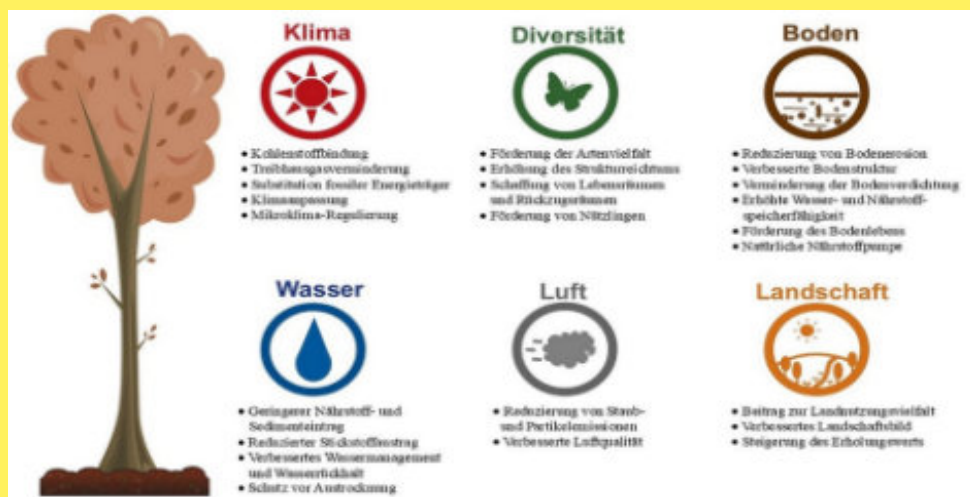 Klima
• Kohlenstoffbindung
• Treibhausgasverminderung
• Substitution fossiler Energieträger
• Klimaanpassung
• Mikroklima-Regulierung
Diversität
• Förderung der Artenvielfalt
• Erhöhung des Strukturreichtums
• Schaffung von Lebensräumen
und Rückzugsräumen
• Förderung von Nützlingen
Boden
• Reduzierung von Bodenerosion
• Verbesserte Bodenstruktur
• Verminderung der Bodenverdichtung
• Erhöhte Wasser- und Nährstoff-
speicherfähigkeit
• Förderung des Bodenlebens
• Natürliche Nährstoffpumpe
Wasser
• Geringerer Nährstoff- und
Sedimenteintrag
• Reduzierter Stickstoffaustrag
• Verbessertes Wassermanagement
und Wasserrückhalt
• Schutz vor Austrocknung
Luft
• Reduzierung von Staub-
und Partikelemissionen
• Verbesserte Luftqualität
Landschaft
• Beitrag zur Landnutzungsvielfalt
• Verbessertes Landschaftsbild
• Steigerung des Erholungswerts